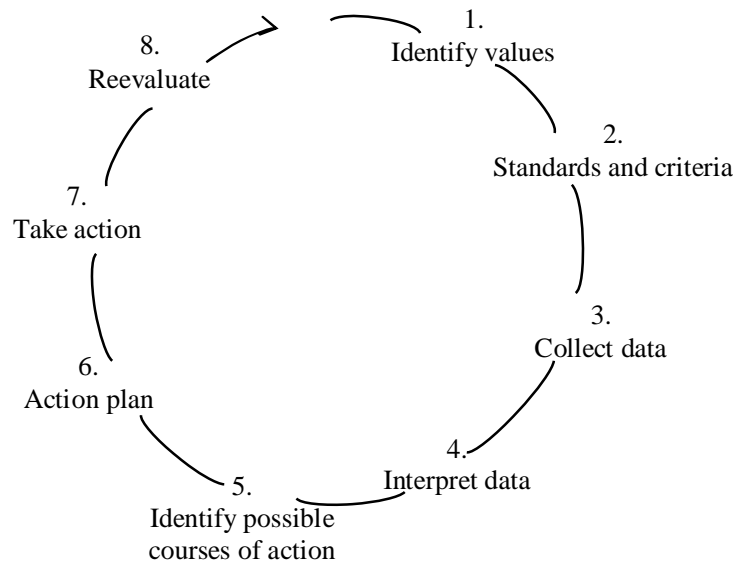 1.
Identify values
2.
Standards and criteria
3.
Collect data
4.
Interpret data
5.
Identify possible
courses of action
6.
Action plan
7.
Take action
8.
Reevaluate